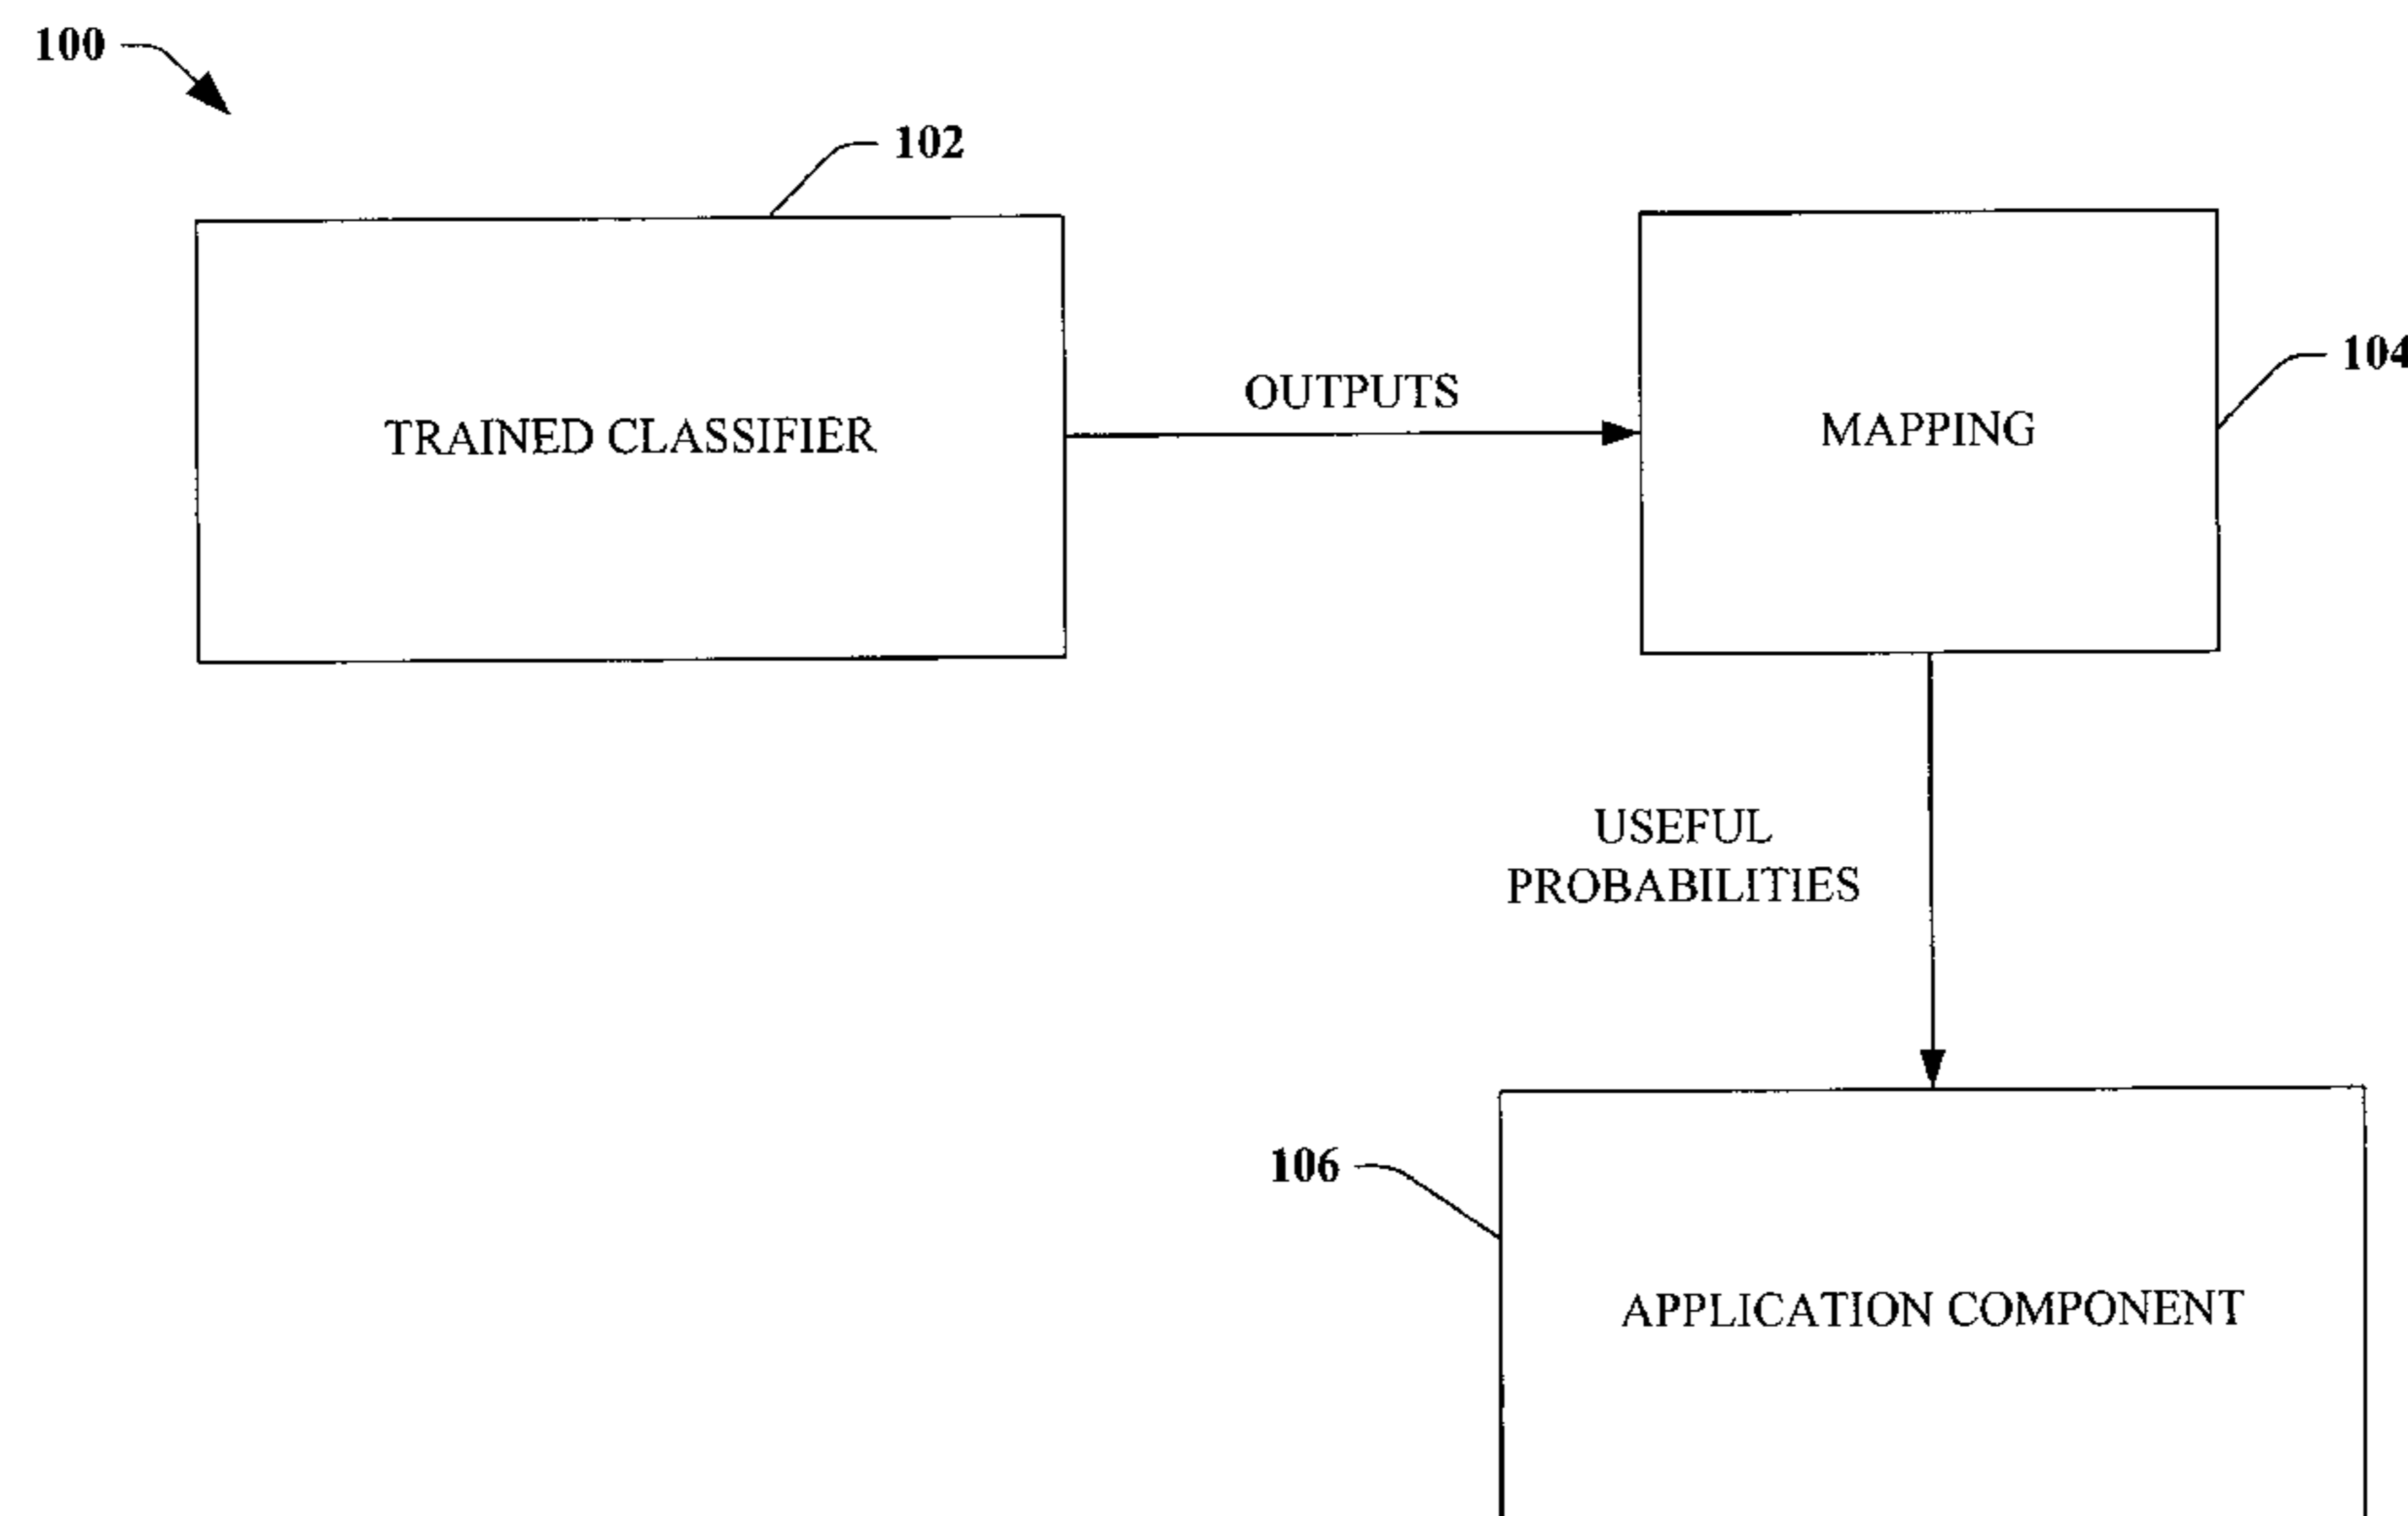 100
102
104
OUTPUTS
TRAINED CLASSIFIER
MAPPING
USEFUL
PROBABILITIES
106
APPLICATION COMPONENT